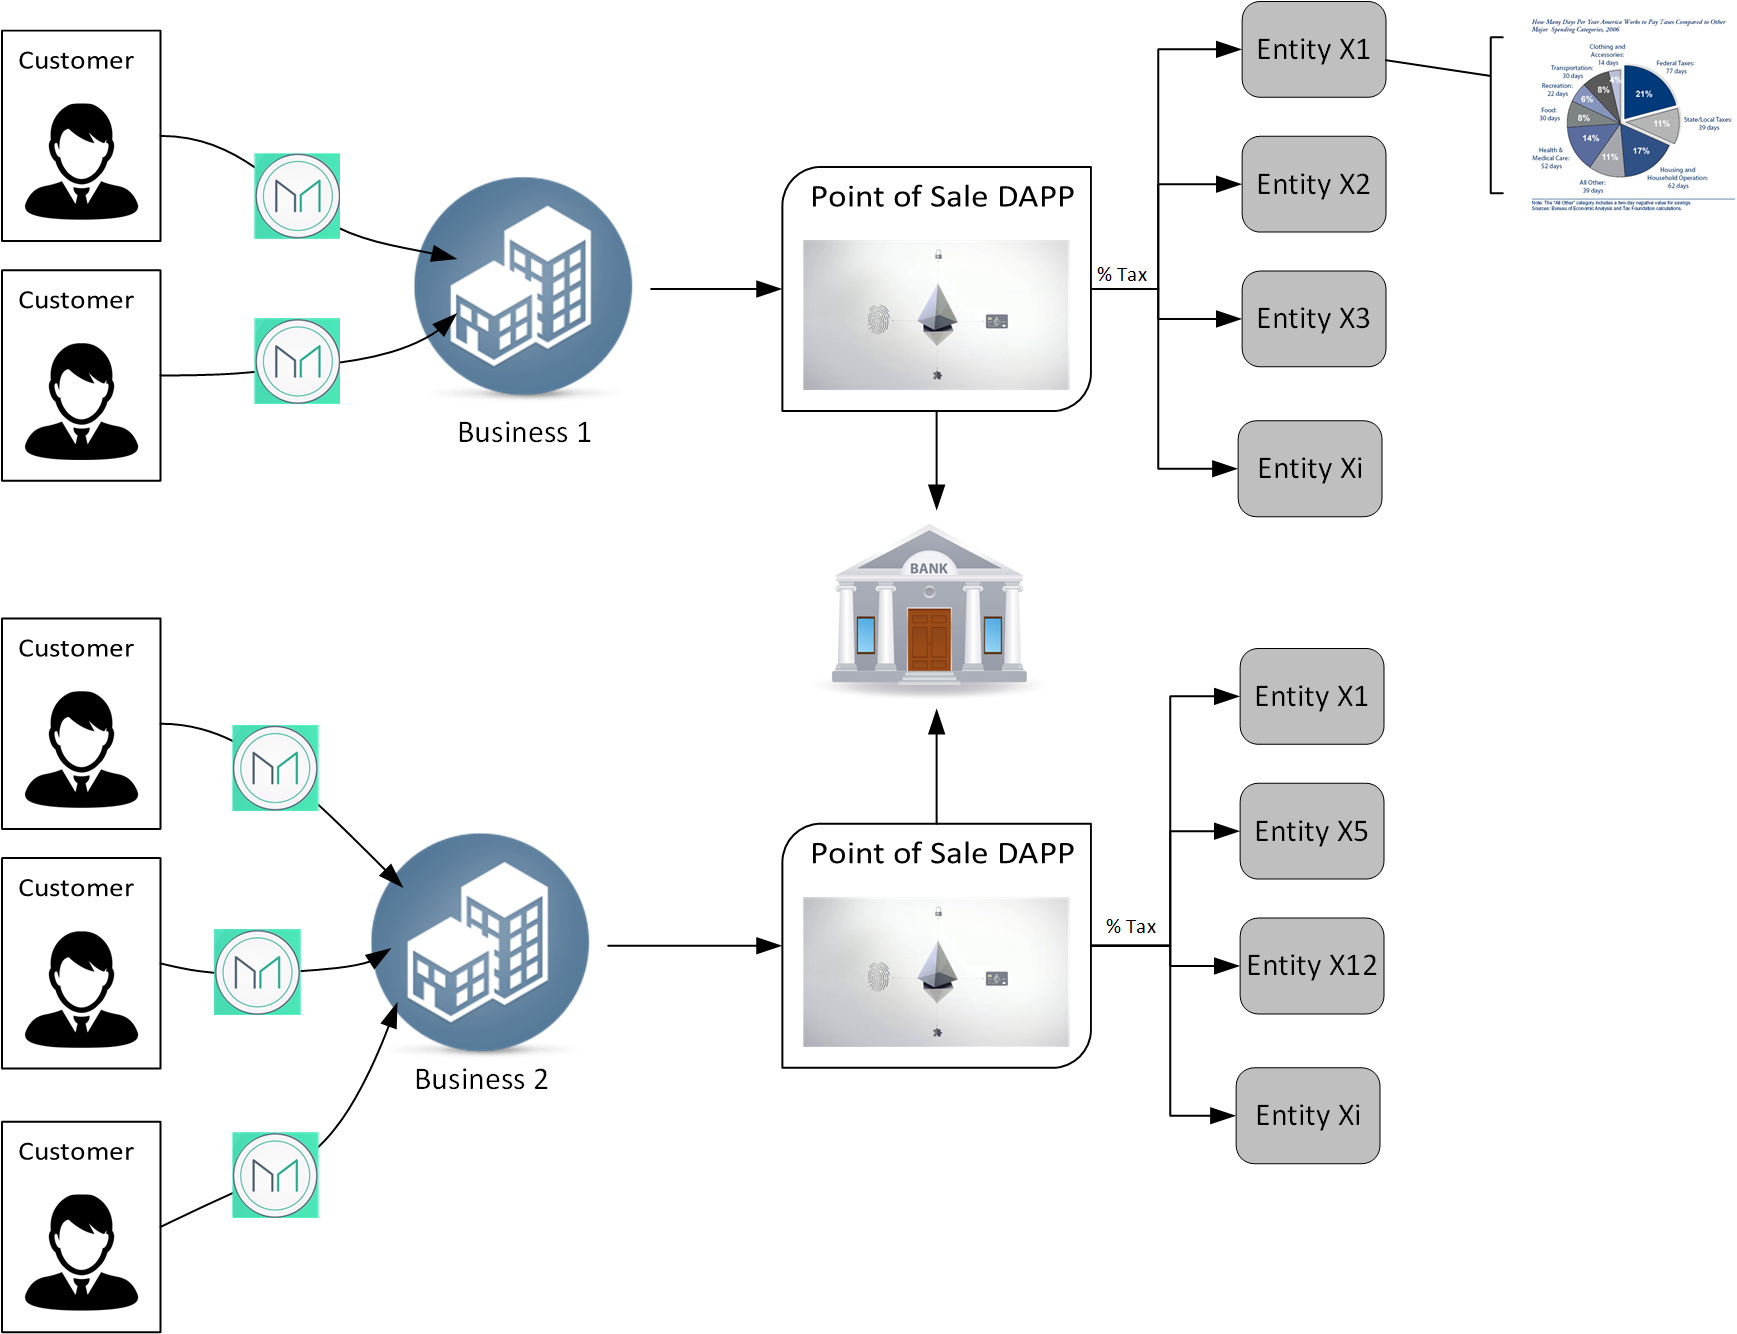 Customer
Customer
Business 1
Point of Sale DAPP
% Tax
Entity X1
Entity X2
Entity X3
Entity Xi
How Many Days Per Year America Works to Pay Taxes Compared to Other
Major Spending Categories, 2006
Clothing and
Accessories:
14 days
Federal Taxes:
77 days
Transportation:
30 days
Recreation:
22 days
Food:
30 days
State/Local Taxes:
39 days
Health &
Medical Care:
52 days
Housing and
Household Operation:
62 days
All Other:
39 days
4%
21%
8%
6%
8%
11%
14%
11%
17%
Note: The "All Other" category includes a two-day negative value for savings.
Sources: Bureau of Economic Analysis and Tax Foundation calculations.
BANK
Customer
Customer
Customer
Business 2
Point of Sale DAPP
% Tax
Entity X1
Entity X5
Entity X12
Entity Xi